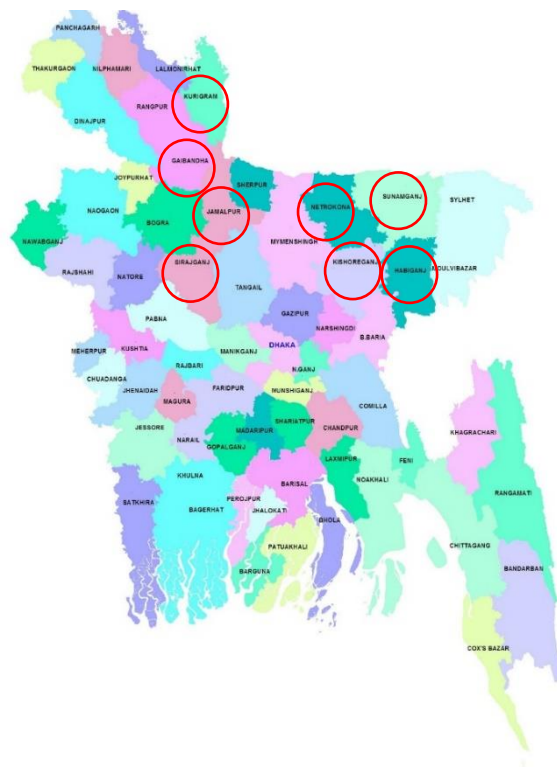 PANCHAGARH
THAKURGAON
NILPHAMARI
LALMONIRHAT
KURIGRAM
RANGPUR
DINAJPUR
GAIBANDHA
JOYPURHAT
SHERPUR
SUNAMGANJ
SYLHET
NETROKONA
JAMALPUR
NAOGAON
BOGRA
NAWABGANJ
MYMENSHINGH
SIRAJGANJ
KISHOREGANJ
HABIGANJ
MOULVIBAZAR
RAJSHAHI
NATORE
TANGAIL
GAZIPUR
PABNA
NARSHINGDI
B.BARIA
DHAKA
KUSHTIA
MANIKGANJ
MEHERPUR
RAJBARI
N.GANJ
CHUADANGA
JHENAIDAH
FARIDPUR
MUNSHIGANJ
COMILLA
MAGURA
KHAGRACHARI
JESSORE
SHARIATPUR
MADARIPUR
CHANDPUR
NARAIL
GOPALGANJ
LAXMIPUR
FENI
NOAKHALI
KHULNA
BARISAL
RANGAMATI
SATKHIRA
BAGERHAT
PEROJPUR
JHALOKATI
BHOLA
CHITTAGANG
PATUAKHALI
BARGUNA
BANDARBAN
COX'S BAZAR